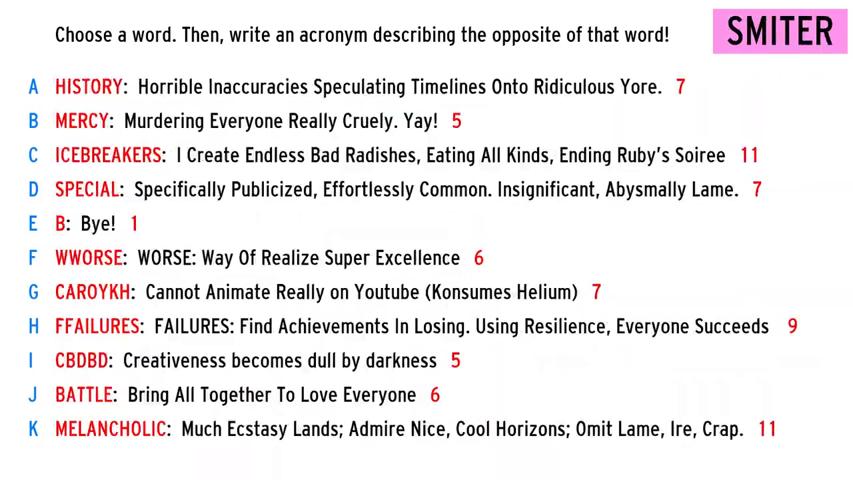 Choose a word. Then, write an acronym describing the opposite of that word!
SMITER
A HISTORY: Horrible Inaccuracies Speculating Timelines Onto Ridiculous Yore. 7
B MERCY: Murdering Everyone Really Cruely. Yay! 5
C ICEBREAKERS: I Create Endless Bad Radishes, Eating All Kinds, Ending Ruby's Soiree 11
D SPECIAL: Specifically Publicized, Effortlessly Common. Insignificant, Abysmally Lame. 7
E B: Bye! 1
F WWORSE: WORSE: Way Of Realize Super Excellence 6
G CAROYKH: Cannot Animate Really on Youtube (Konsumes Helium) 7
H FFAILURES: FAILURES: Find Achievements In Losing. Using Resilience, Everyone Succeeds 9
I CBDBD: Creativeness becomes dull by darkness 5
J BATTLE: Bring All Together To Love Everyone 6
K MELANCHOLIC: Much Ecstasy Lands; Admire Nice, Cool Horizons; Omit Lame, Ire, Crap. 11